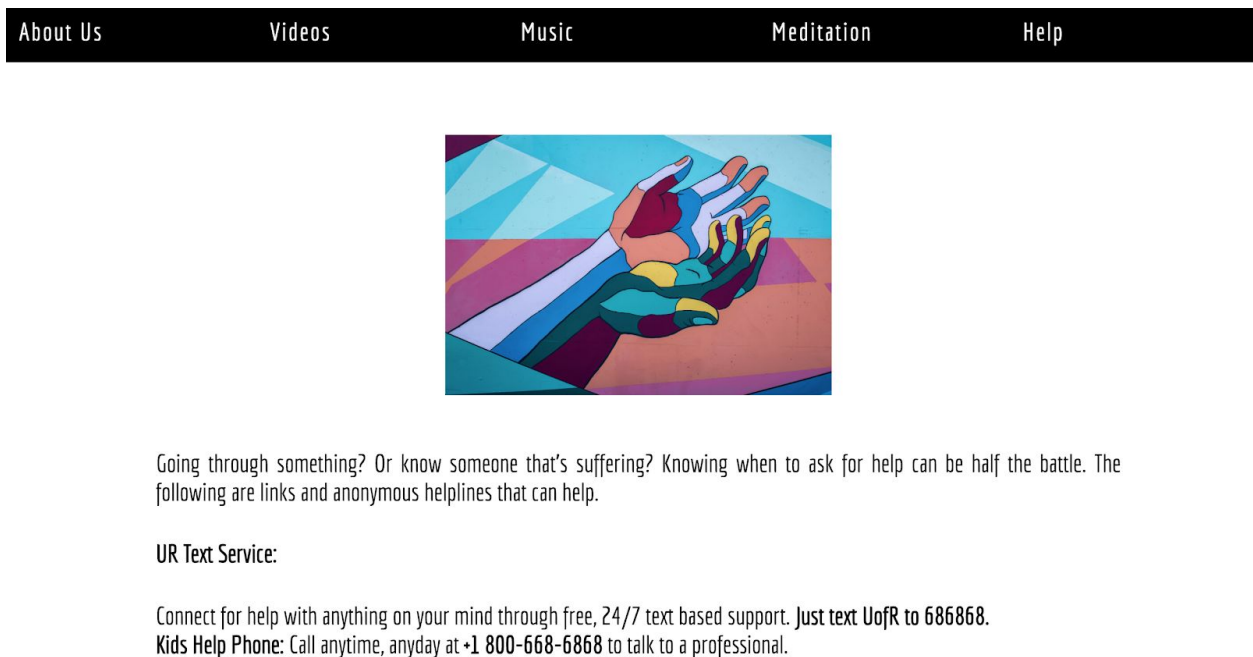 About Us Videos Music Meditation Help
Going through something? Or know someone that's suffering? Knowing when to ask for help can be half the battle. The
following are links and anonymous helplines that can help.
UR Text Service:
Connect for help with anything on your mind through free, 24/7 text based support. Just text UofR to 686868.
Kids Help Phone: Call anytime, anyday at +1 800-668-6868 to talk to a professional.